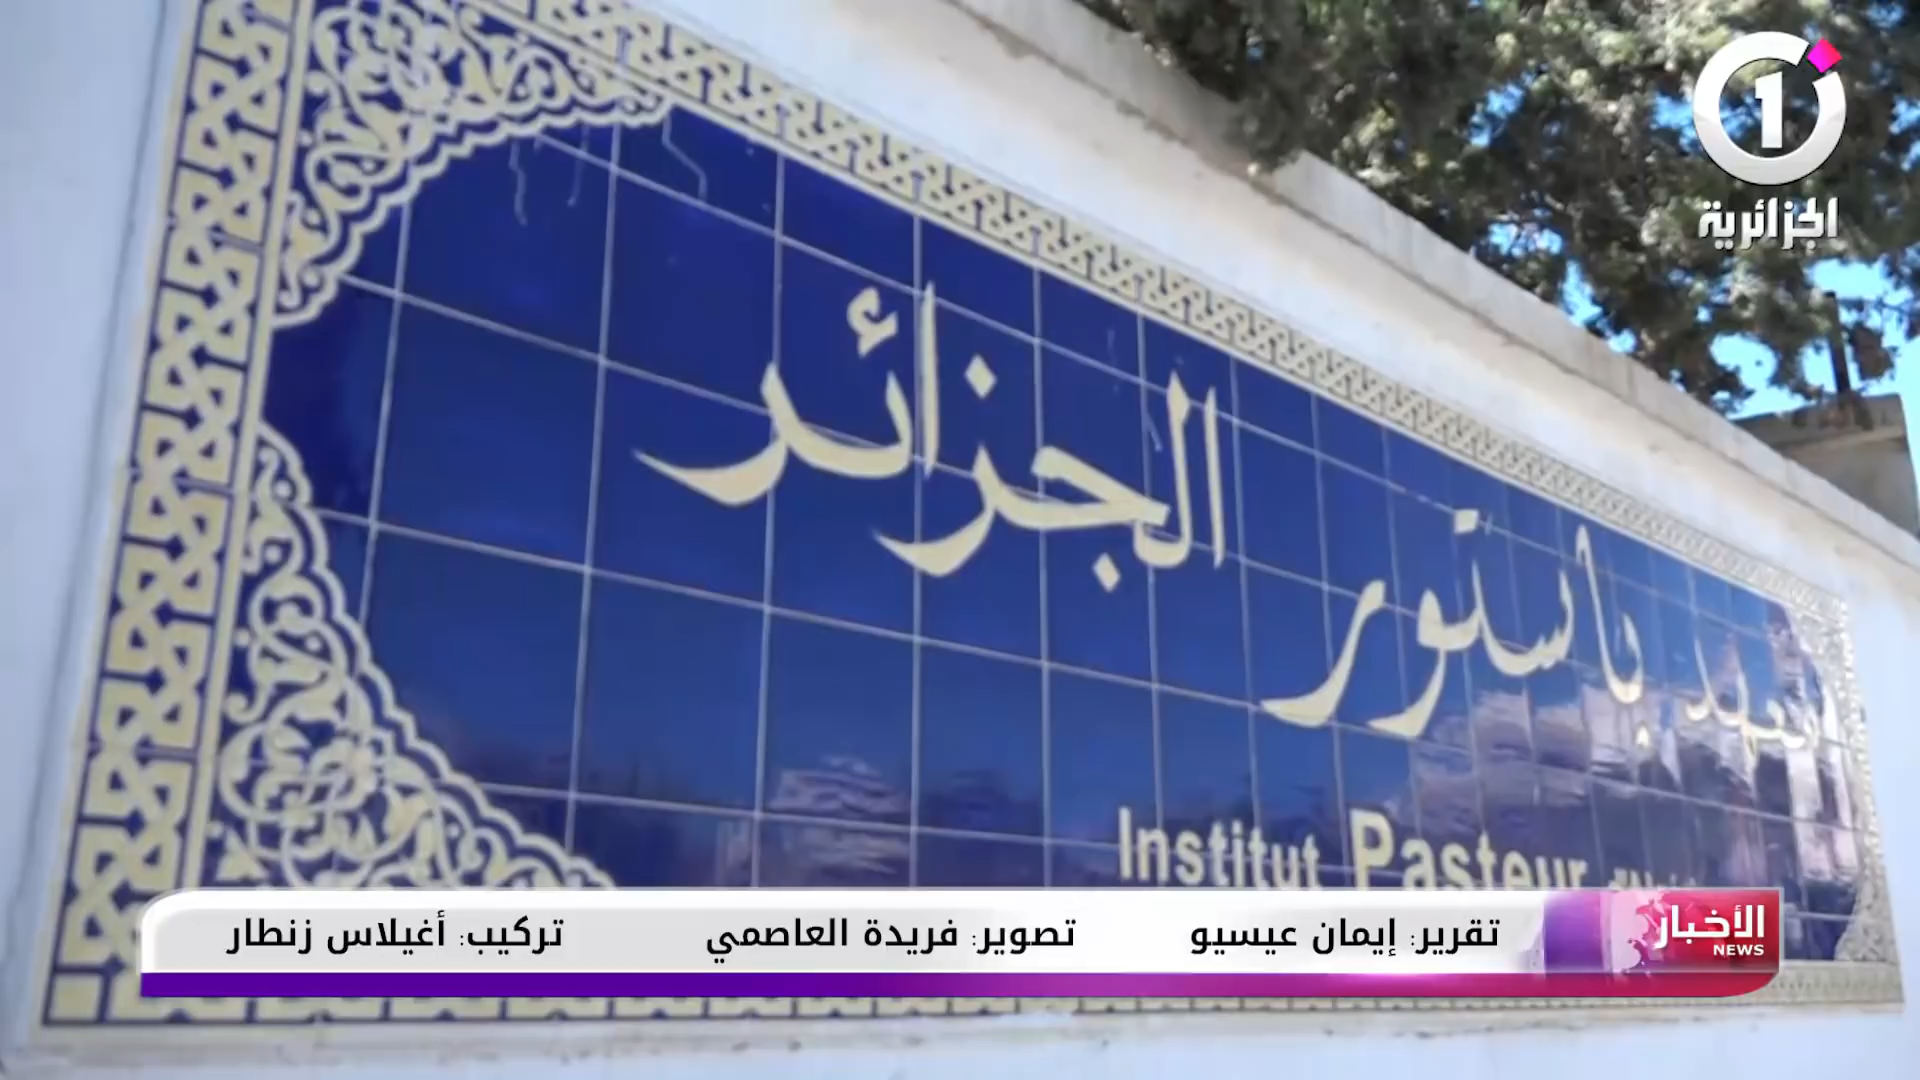 1
الجزائرية
معهد باستور الجزائر
Institut Pasteur
الأخبار
NEWS
تقرير: إيمان عيسيو
تصوير: فريدة العاصمي
تركيب: أغيلاس زنطار